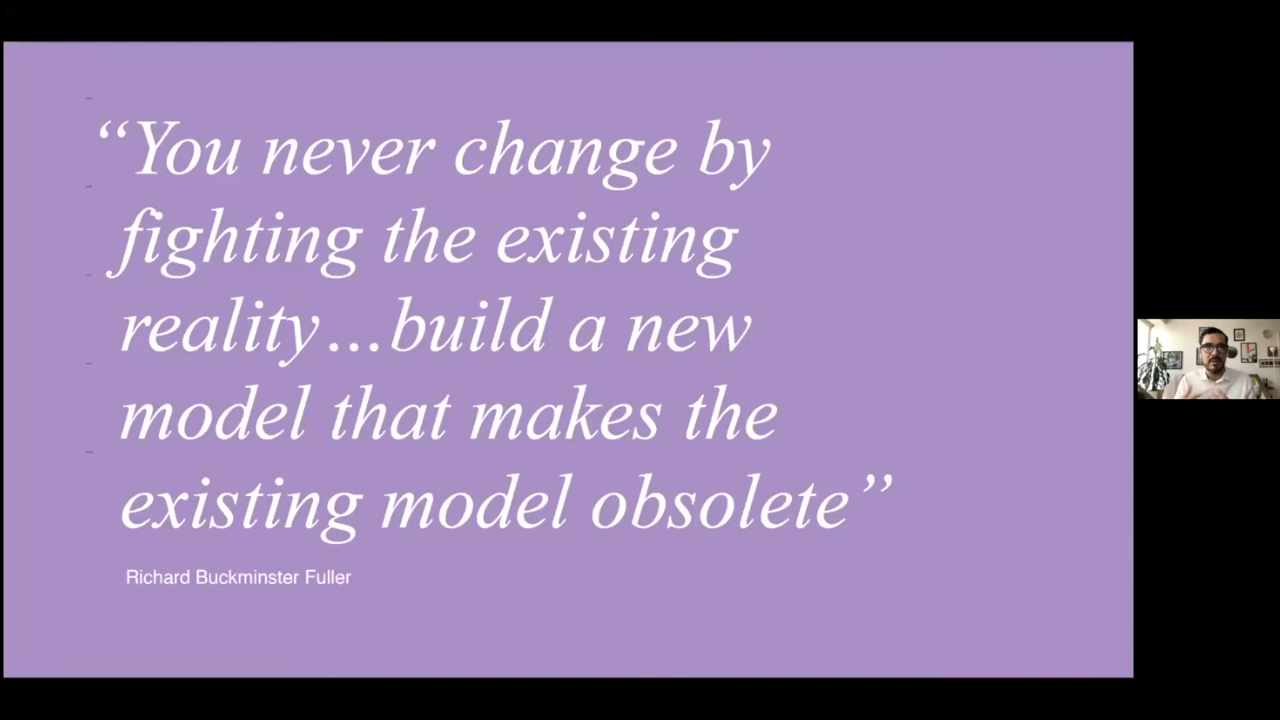 “You never change by
fighting the existing
reality...build a new
model that makes the
existing model obsolete”
Richard Buckminster Fuller